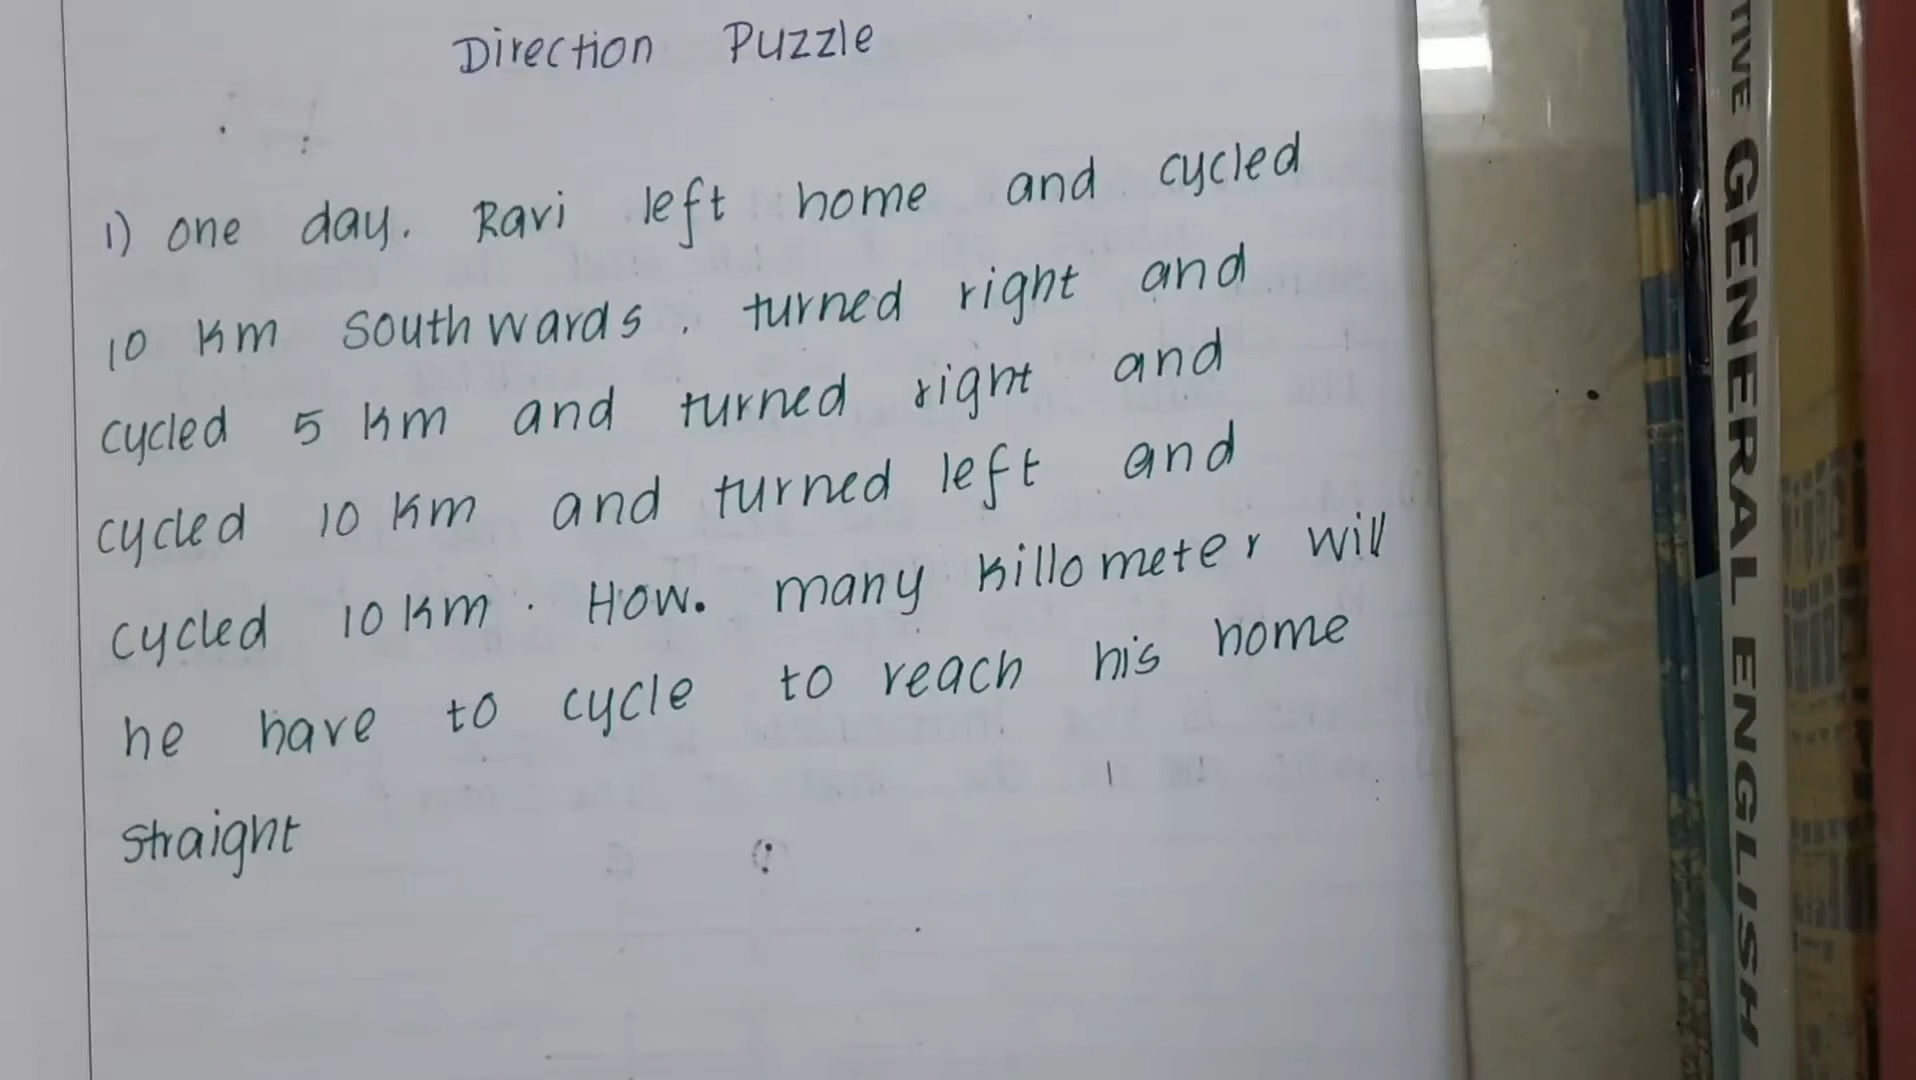 Direction Puzzle
1) one day. Ravi left home and cycled
10 km southwards. turned right and
cycled 5 km and turned right and
cycled 10 km and turned left and
cycled 10 km. How. many killometer will
he have to cycle to reach his home
straight ?
TIVE GENERAL ENGLISH